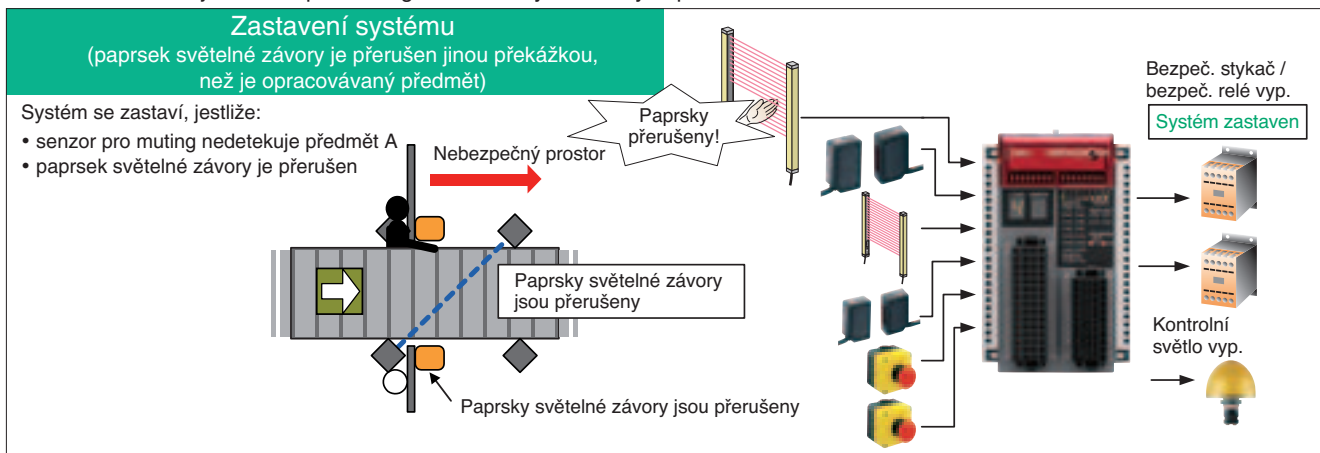 Zastavení systému
(paprsek světelné závory je přerušen jinou překážkou,
než je opracovávaný předmět)
Systém se zastaví, jestliže:
• senzor pro muting nedetekuje předmět A
• paprsek světelné závory je přerušen
Nebezpečný prostor
Paprsky světelné závory
jsou přerušeny
Paprsky světelné závory jsou přerušeny
Paprsky
přerušeny!
Bezpeč. stykač /
bezpeč. relé vyp.
Systém zastaven
Kontrolní
světlo vyp.